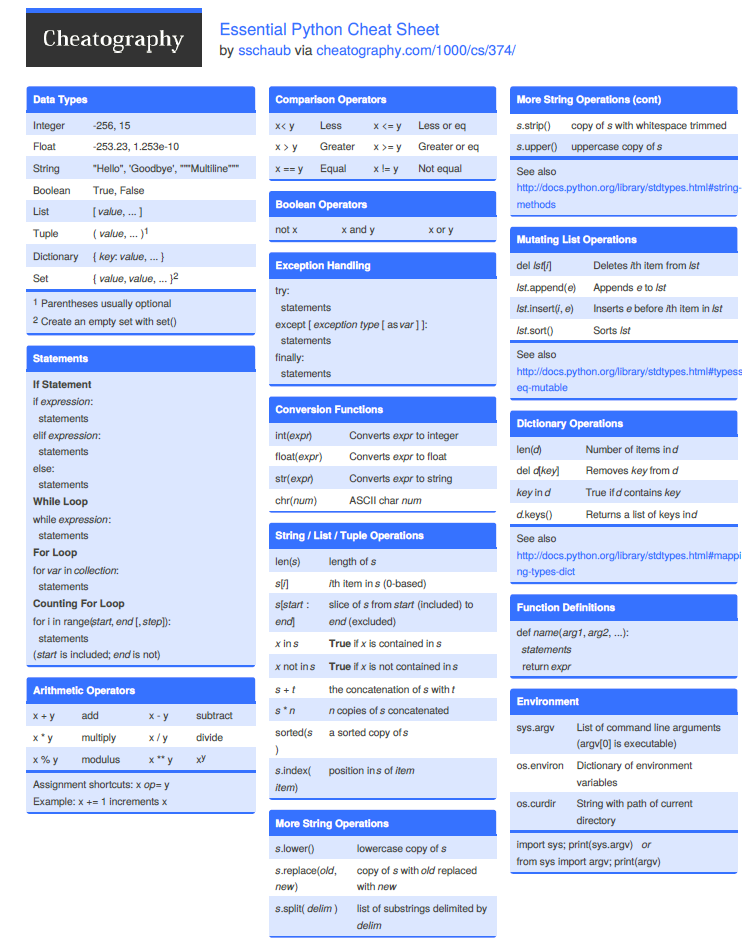 Cheatography
Essential Python Cheat Sheet
by sschaub via cheatography.com/1000/cs/374/
Data Types
Integer -256, 15
Float -253.23, 1.253e-10
String "Hello", 'Goodbye', """Multiline"""
Boolean True, False
List [ value, ... ]
Tuple ( value, ... )1
Dictionary { key: value, ... }
Set { value, value, ... }2
1 Parentheses usually optional
2 Create an empty set with set()
Statements
If Statement
if expression:
statements
elif expression:
statements
else:
statements
While Loop
while expression:
statements
For Loop
for var in collection:
statements
Counting For Loop
for i in range(start, end [, step]):
statements
(start is included; end is not)
Arithmetic Operators
x + y add x - y subtract
x * y multiply x / y divide
x % y modulus x ** y xy
Assignment shortcuts: x op= y
Example: x += 1 increments x
Comparison Operators
x< y Less x <= y Less or eq
x > y Greater x >= y Greater or eq
x == y Equal x != y Not equal
Boolean Operators
not x x and y x or y
Exception Handling
try:
statements
except [ exception type [ as var ] ]:
statements
finally:
statements
Conversion Functions
int(expr) Converts expr to integer
float(expr) Converts expr to float
str(expr) Converts expr to string
chr(num) ASCII char num
String / List / Tuple Operations
len(s) length of s
s[i] ith item in s (0-based)
s[start : slice of s from start (included) to
end] end (excluded)
x in s True if x is contained in s
x not in s True if x is not contained in s
s + t the concatenation of s with t
s * n n copies of s concatenated
sorted(s a sorted copy of s
)
s.index( position in s of item
item)
More String Operations
s.lower() lowercase copy of s
s.replace(old, copy of s with old replaced
new) with new
s.split( delim ) list of substrings delimited by
delim
More String Operations (cont)
s.strip() copy of s with whitespace trimmed
s.upper() uppercase copy of s
See also
http://docs.python.org/library/stdtypes.html#string-
methods
Mutating List Operations
del lst[i] Deletes ith item from lst
lst.append(e) Appends e to lst
lst.insert(i, e) Inserts e before ith item in lst
lst.sort() Sorts lst
See also
http://docs.python.org/library/stdtypes.html#typess
eq-mutable
Dictionary Operations
len(d) Number of items in d
del d[key] Removes key from d
key in d True if d contains key
d.keys() Returns a list of keys in d
See also
http://docs.python.org/library/stdtypes.html#mappi
ng-types-dict
Function Definitions
def name(arg1, arg2, ...):
statements
return expr
Environment
sys.argv List of command line arguments
(argv[0] is executable)
os.environ Dictionary of environment
variables
os.curdir String with path of current
directory
import sys; print(sys.argv) or
from sys import argv; print(argv)